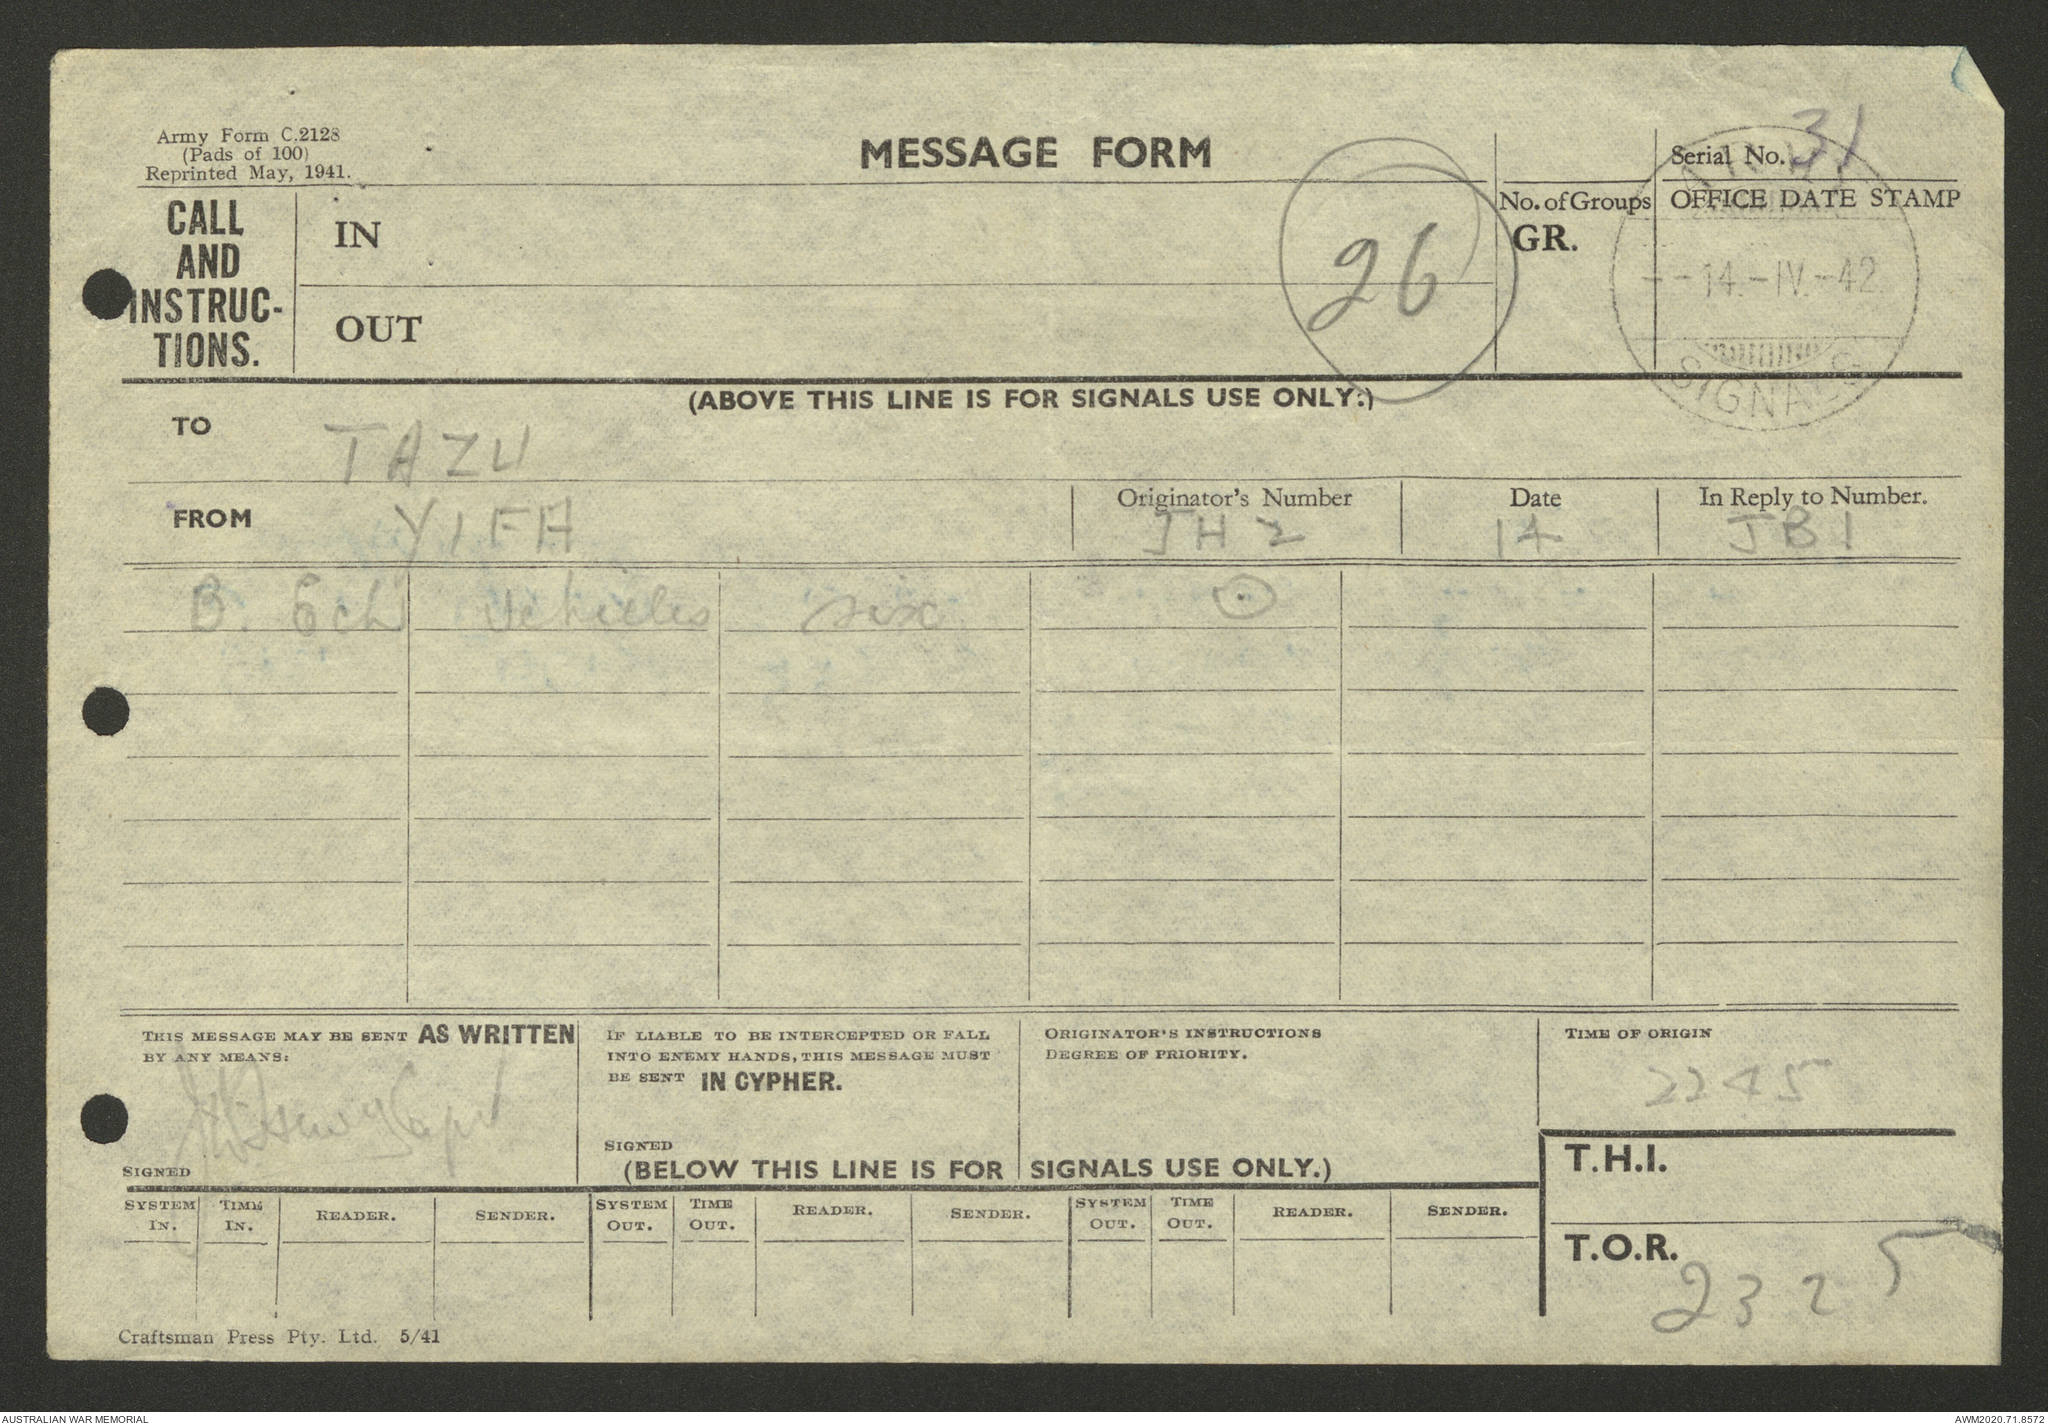 Army Form C.2128
(Pads of 100)
Reprinted May, 1941.
MESSAGE FORM
Serial No. 31
26
CALL AND INSTRUC-TIONS.
IN
OUT
No. of Groups
GR.
OFFICE DATE STAMP
14.-IV.-42
SIGNALS
(ABOVE THIS LINE IS FOR SIGNALS USE ONLY.)
TO TAZU
FROM YIFA
Originator's Number JH 2
Date 14
In Reply to Number. JB1
B. Ech vehicles six ⊙
THIS MESSAGE MAY BE SENT AS WRITTEN
BY ANY MEANS:
Capt
SIGNED
IF LIABLE TO BE INTERCEPTED OR FALL
INTO ENEMY HANDS, THIS MESSAGE MUST
BE SENT IN CYPHER.
SIGNED
ORIGINATOR'S INSTRUCTIONS
DEGREE OF PRIORITY.
TIME OF ORIGIN
2245
(BELOW THIS LINE IS FOR SIGNALS USE ONLY.)
T.H.I.
T.O.R. 2325
SYSTEM IN. TIME IN. READER. SENDER. SYSTEM OUT. TIME OUT. READER. SENDER. SYSTEM OUT. TIME OUT. READER. SENDER.
Craftsman Press Pty. Ltd. 5/41
AUSTRALIAN WAR MEMORIAL
AWM2020.71.8572